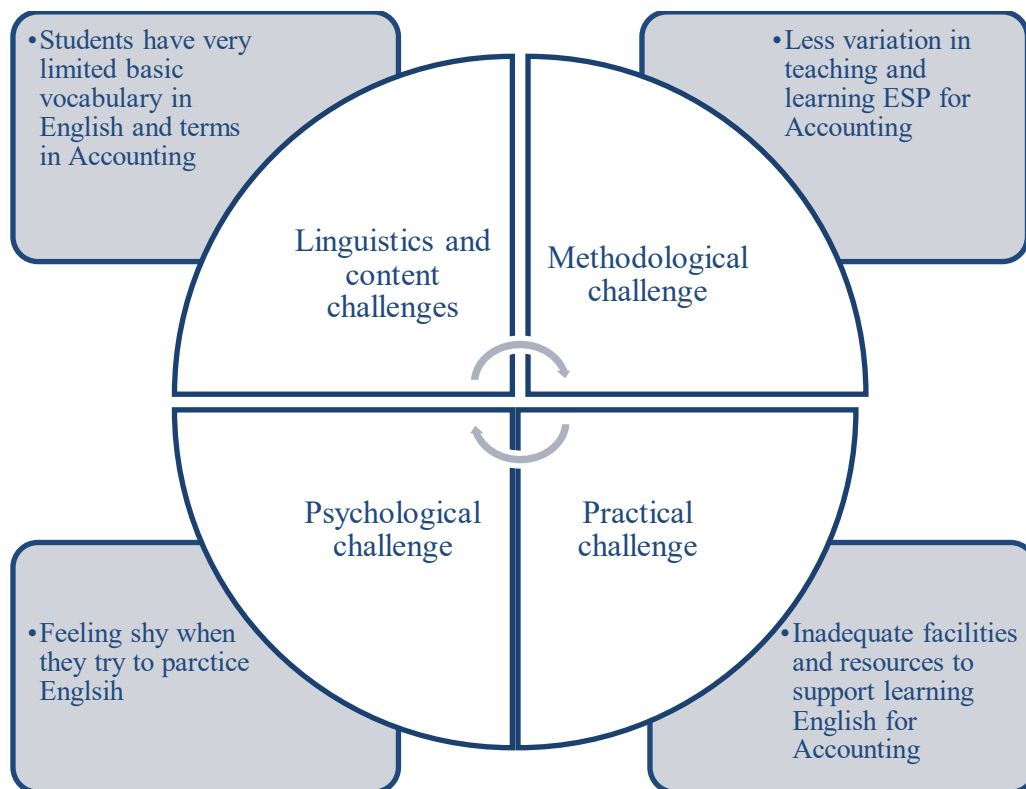 •Students have very
limited basic
vocabulary in
English and terms
in Accounting
•Less variation in
teaching and
learning ESP for
Accounting
Linguistics and
content
challenges
Methodological
challenge
Psychological
challenge
Practical
challenge
•Feeling shy when
they try to parctice
Englsih
•Inadequate facilities
and resources to
support learning
English for
Accounting